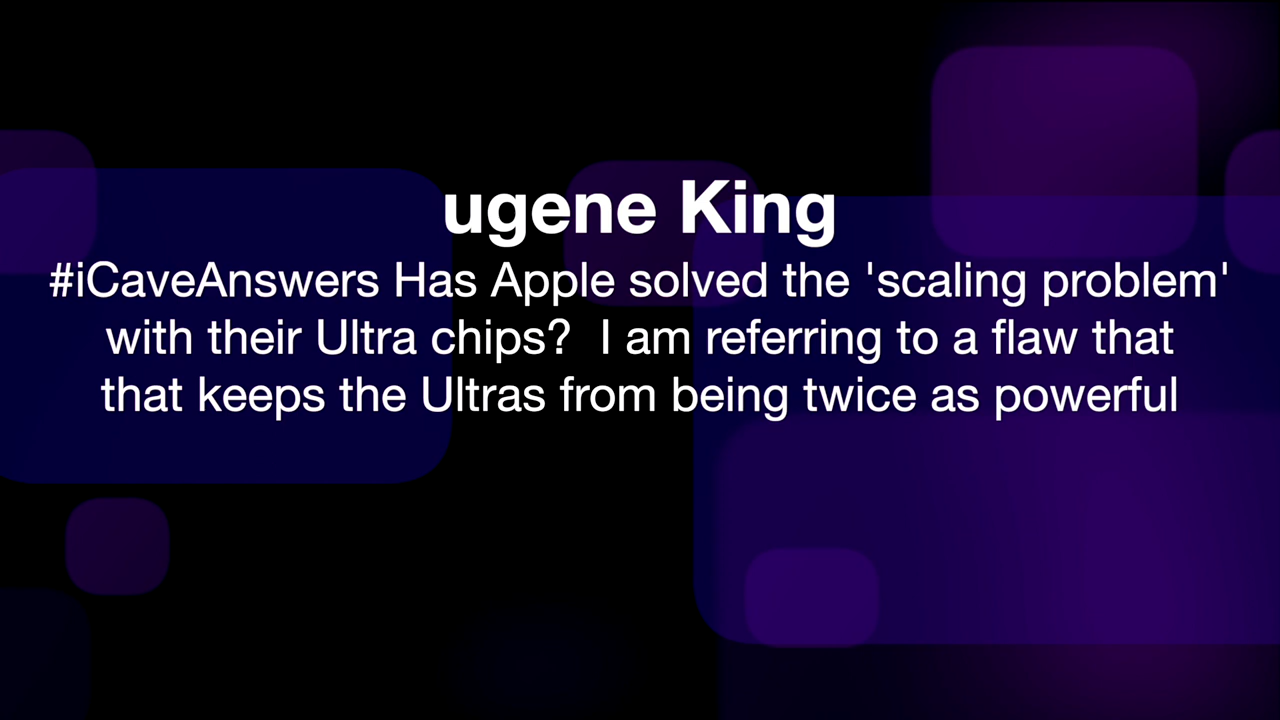 ugene King
#iCaveAnswers Has Apple solved the 'scaling problem'
with their Ultra chips?  I am referring to a flaw that
that keeps the Ultras from being twice as powerful